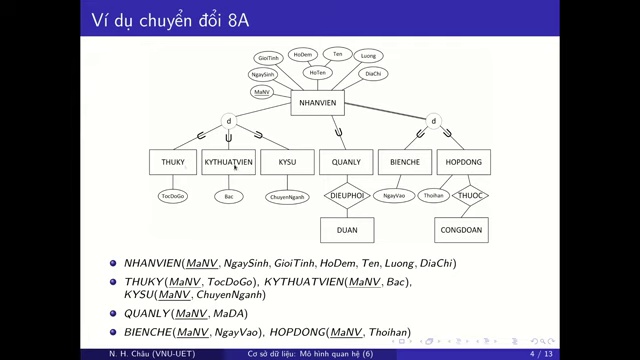 Ví dụ chuyển đổi 8A
HoDem
Ten
GioiTinh
Luong
NgaySinh
HoTen
DiaChi
MaNV
NHANVIEN
d
d
THUKY
KYTHUATVIEN
KYSU
QUANLY
BIENCHE
HOPDONG
TocDoGo
Bac
ChuyenNganh
DIEUPHOI
NgayVao
Thoihan
THUOC
DUAN
CONGDOAN
NHANVIEN(MaNV, NgaySinh, GioiTinh, HoDem, Ten, Luong, DiaChi)
THUKY(MaNV, TocDoGo), KYTHUATVIEN(MaNV, Bac),
KYSU(MaNV, ChuyenNganh)
QUANLY(MaNV, MaDA)
BIENCHE(MaNV, NgayVao), HOPDONG(MaNV, Thoihan)
N. H. Châu (VNU-UET) Cơ sở dữ liệu: Mô hình quan hệ (6) 4 / 13